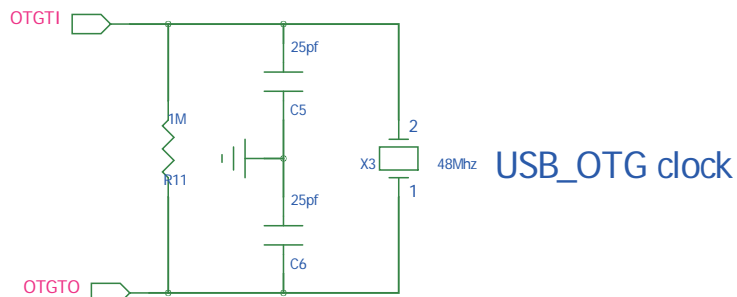 OTGTI
25pf
C5
1M
R11
2
X3
48Mhz
USB_OTG clock
1
25pf
C6
OTGTO